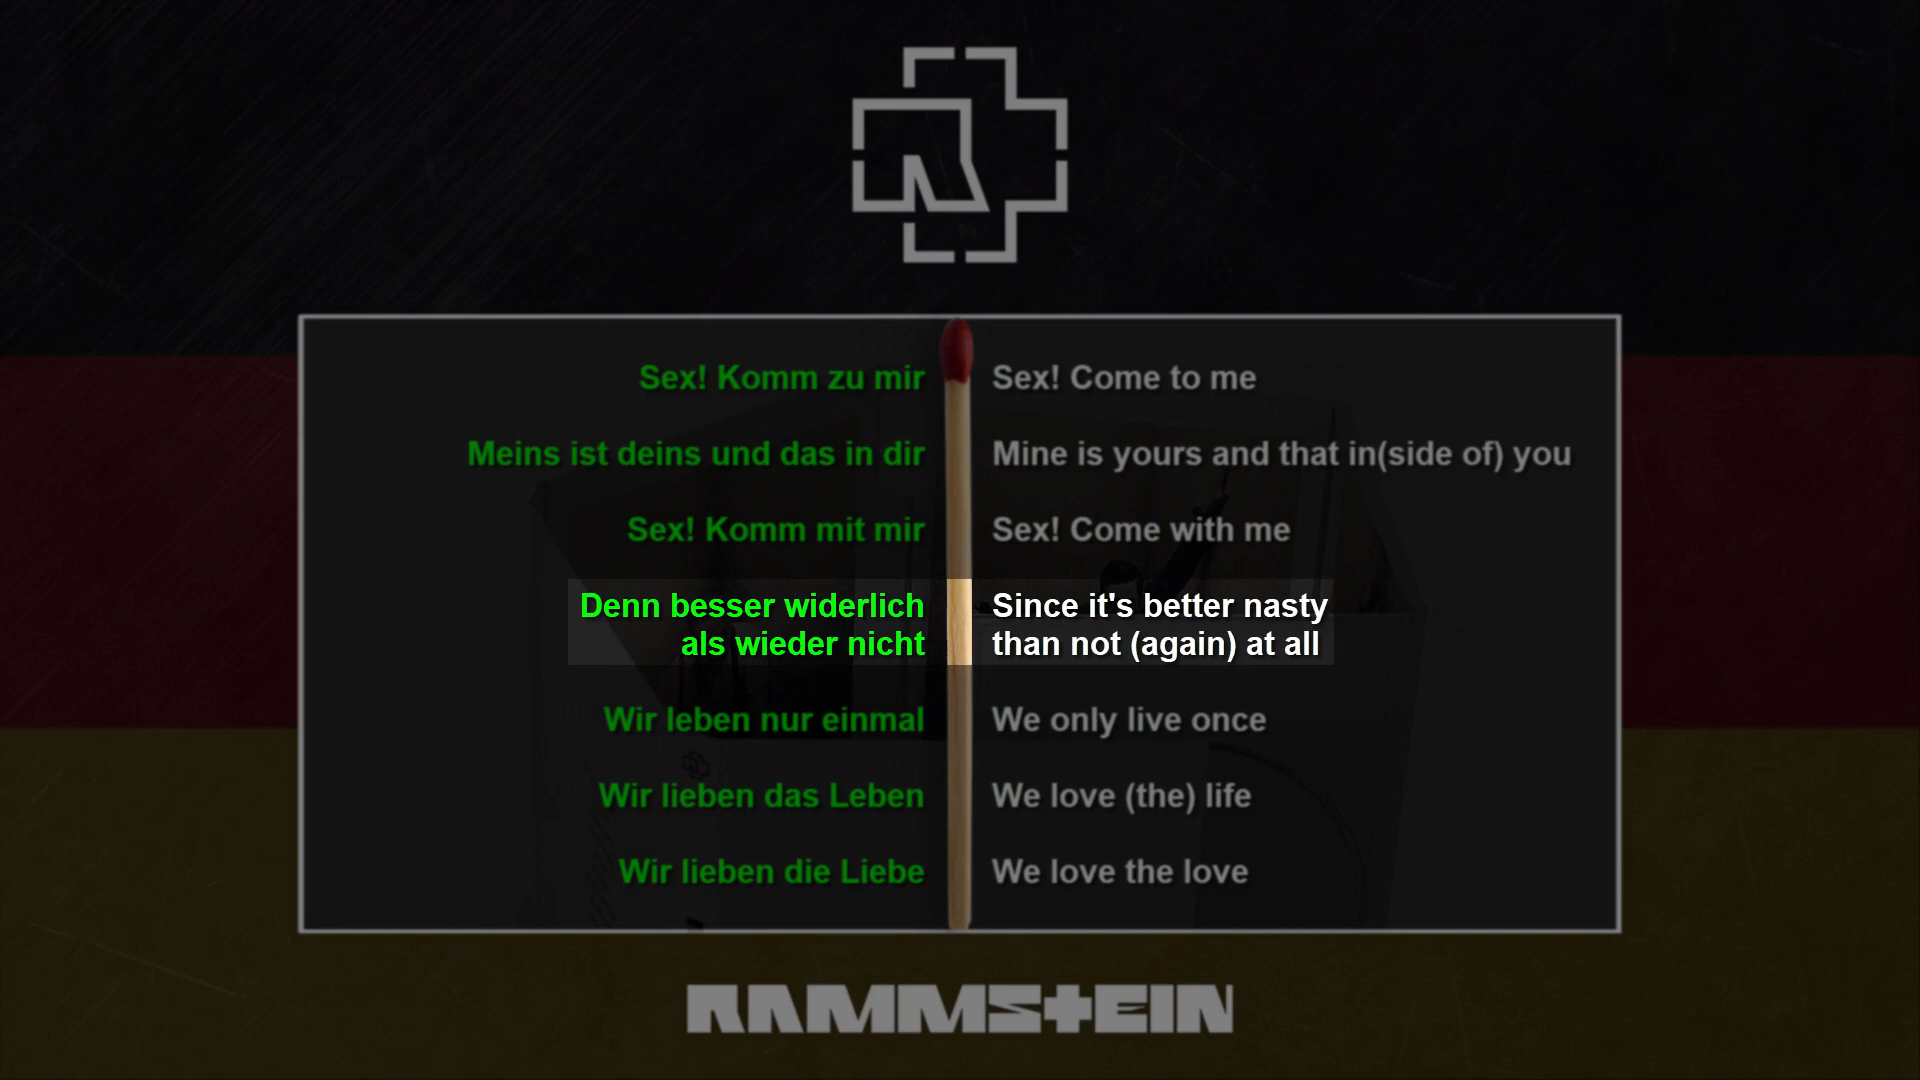 Sex! Komm zu mir
Sex! Come to me
Meins ist deins und das in dir
Mine is yours and that in(side of) you
Sex! Komm mit mir
Sex! Come with me
Denn besser widerlich
als wieder nicht
Since it's better nasty
than not (again) at all
Wir leben nur einmal
We only live once
Wir lieben das Leben
We love (the) life
Wir lieben die Liebe
We love the love
RAMMSTEIN